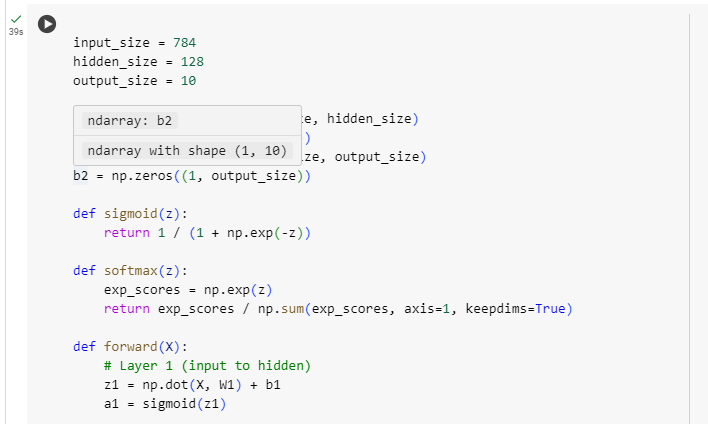 39s
input_size = 784
hidden_size = 128
output_size = 10
ndarray: b2
ndarray with shape (1, 10)
e, hidden_size)
)
ze, output_size)
b2 = np.zeros((1, output_size))
def sigmoid(z):
return 1 / (1 + np.exp(-z))
def softmax(z):
exp_scores = np.exp(z)
return exp_scores / np.sum(exp_scores, axis=1, keepdims=True)
def forward(X):
# Layer 1 (input to hidden)
z1 = np.dot(X, W1) + b1
a1 = sigmoid(z1)